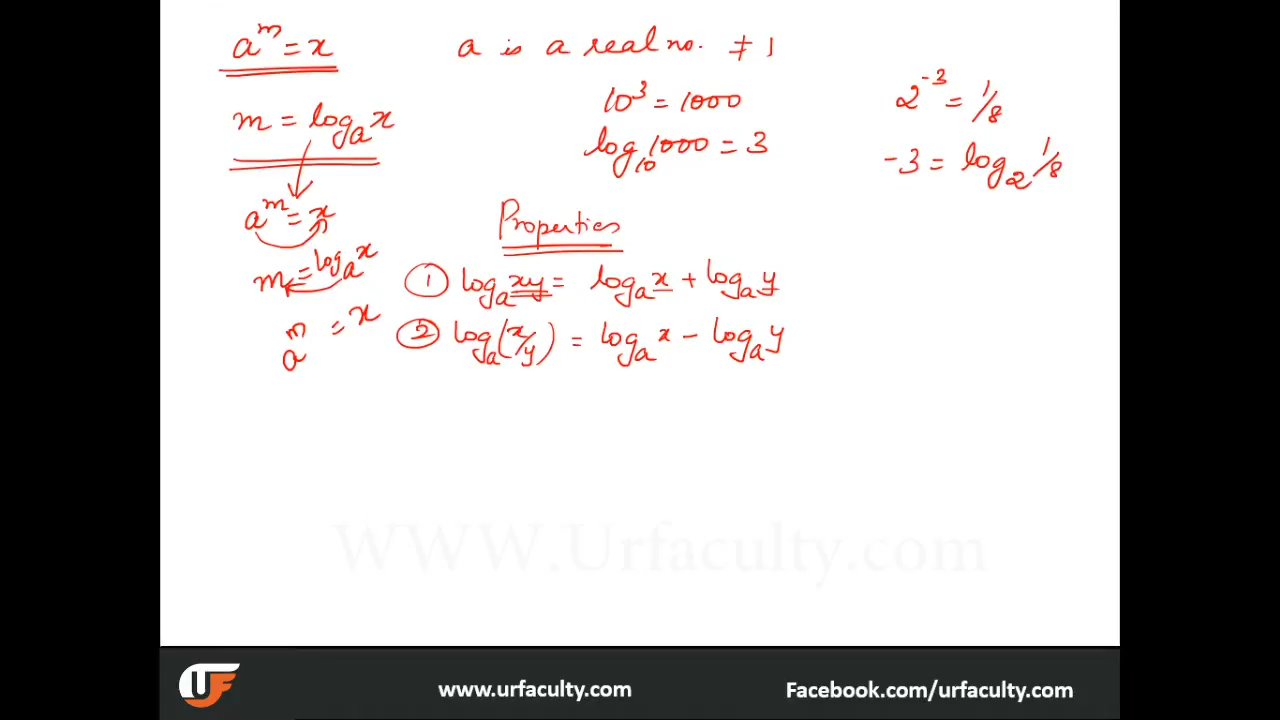 a^m = x
a is a real no. ≠ 1
m = log_a x
10^3 = 1000
log_10 1000 = 3
2^-3 = 1/8
-3 = log_2 1/8
a^m = x
m = log_a x
a^m = x
Properties
① log_a xy = log_a x + log_a y
② log_a (x/y) = log_a x - log_a y
WWW.Urfaculty.com
UF
www.urfaculty.com
Facebook.com/urfaculty.com